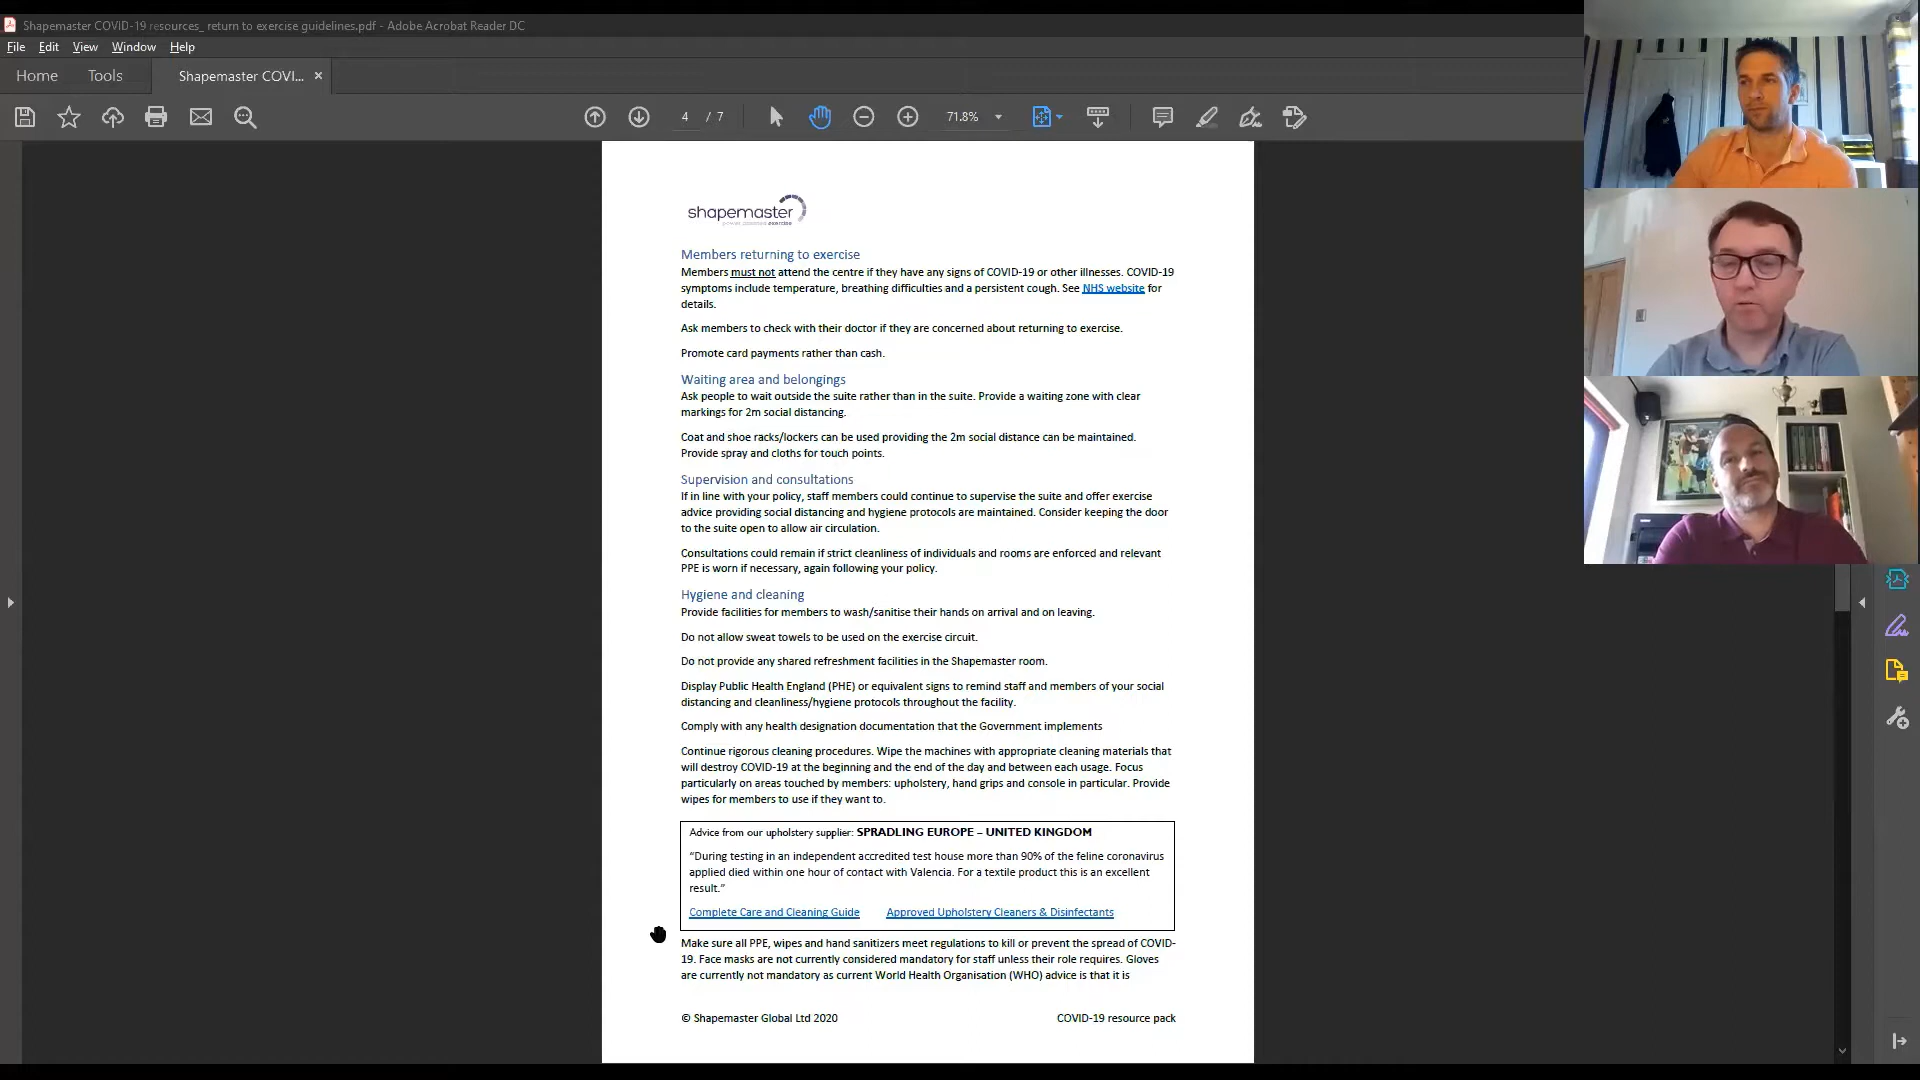 Shapemaster COVID-19 resources_ return to exercise guidelines.pdf - Adobe Acrobat Reader DC
File Edit View Window Help
Home Tools Shapemaster COVI... ×
4 / 7 71.8%
shapemaster
power assisted exercise
Members returning to exercise
Members must not attend the centre if they have any signs of COVID-19 or other illnesses. COVID-19
symptoms include temperature, breathing difficulties and a persistent cough. See NHS website for
details.
Ask members to check with their doctor if they are concerned about returning to exercise.
Promote card payments rather than cash.
Waiting area and belongings
Ask people to wait outside the suite rather than in the suite. Provide a waiting zone with clear
markings for 2m social distancing.
Coat and shoe racks/lockers can be used providing the 2m social distance can be maintained.
Provide spray and cloths for touch points.
Supervision and consultations
If in line with your policy, staff members could continue to supervise the suite and offer exercise
advice providing social distancing and hygiene protocols are maintained. Consider keeping the door
to the suite open to allow air circulation.
Consultations could remain if strict cleanliness of individuals and rooms are enforced and relevant
PPE is worn if necessary, again following your policy.
Hygiene and cleaning
Provide facilities for members to wash/sanitise their hands on arrival and on leaving.
Do not allow sweat towels to be used on the exercise circuit.
Do not provide any shared refreshment facilities in the Shapemaster room.
Display Public Health England (PHE) or equivalent signs to remind staff and members of your social
distancing and cleanliness/hygiene protocols throughout the facility.
Comply with any health designation documentation that the Government implements
Continue rigorous cleaning procedures. Wipe the machines with appropriate cleaning materials that
will destroy COVID-19 at the beginning and the end of the day and between each usage. Focus
particularly on areas touched by members: upholstery, hand grips and console in particular. Provide
wipes for members to use if they want to.
Advice from our upholstery supplier: SPRADLING EUROPE – UNITED KINGDOM
“During testing in an independent accredited test house more than 90% of the feline coronavirus
applied died within one hour of contact with Valencia. For a textile product this is an excellent
result.”
Complete Care and Cleaning Guide Approved Upholstery Cleaners & Disinfectants
Make sure all PPE, wipes and hand sanitizers meet regulations to kill or prevent the spread of COVID-
19. Face masks are not currently considered mandatory for staff unless their role requires. Gloves
are currently not mandatory as current World Health Organisation (WHO) advice is that it is
© Shapemaster Global Ltd 2020 COVID-19 resource pack